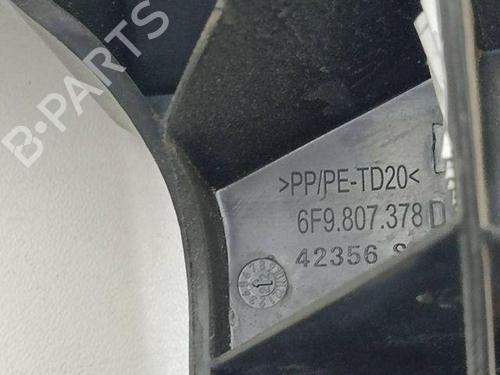 B-PARTS
>PP/PE-TD20<
6F9.807.378 D
42356 S